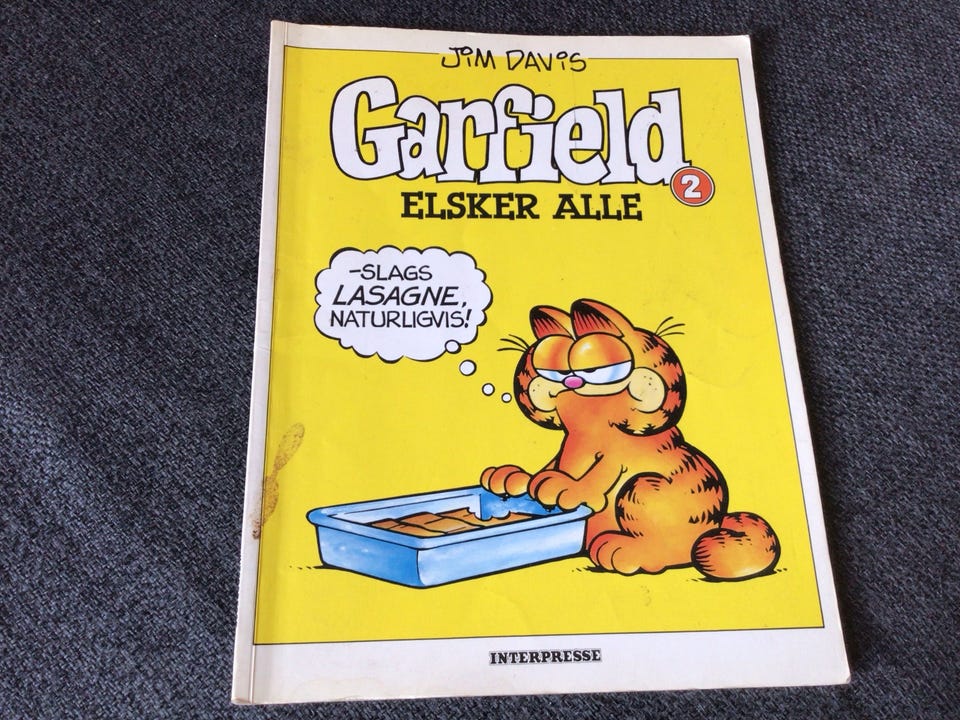 JiM DAViS
Garfield
2
ELSKER ALLE
-SLAGS
LASAGNE,
NATURLIGVIS!
INTERPRESSE